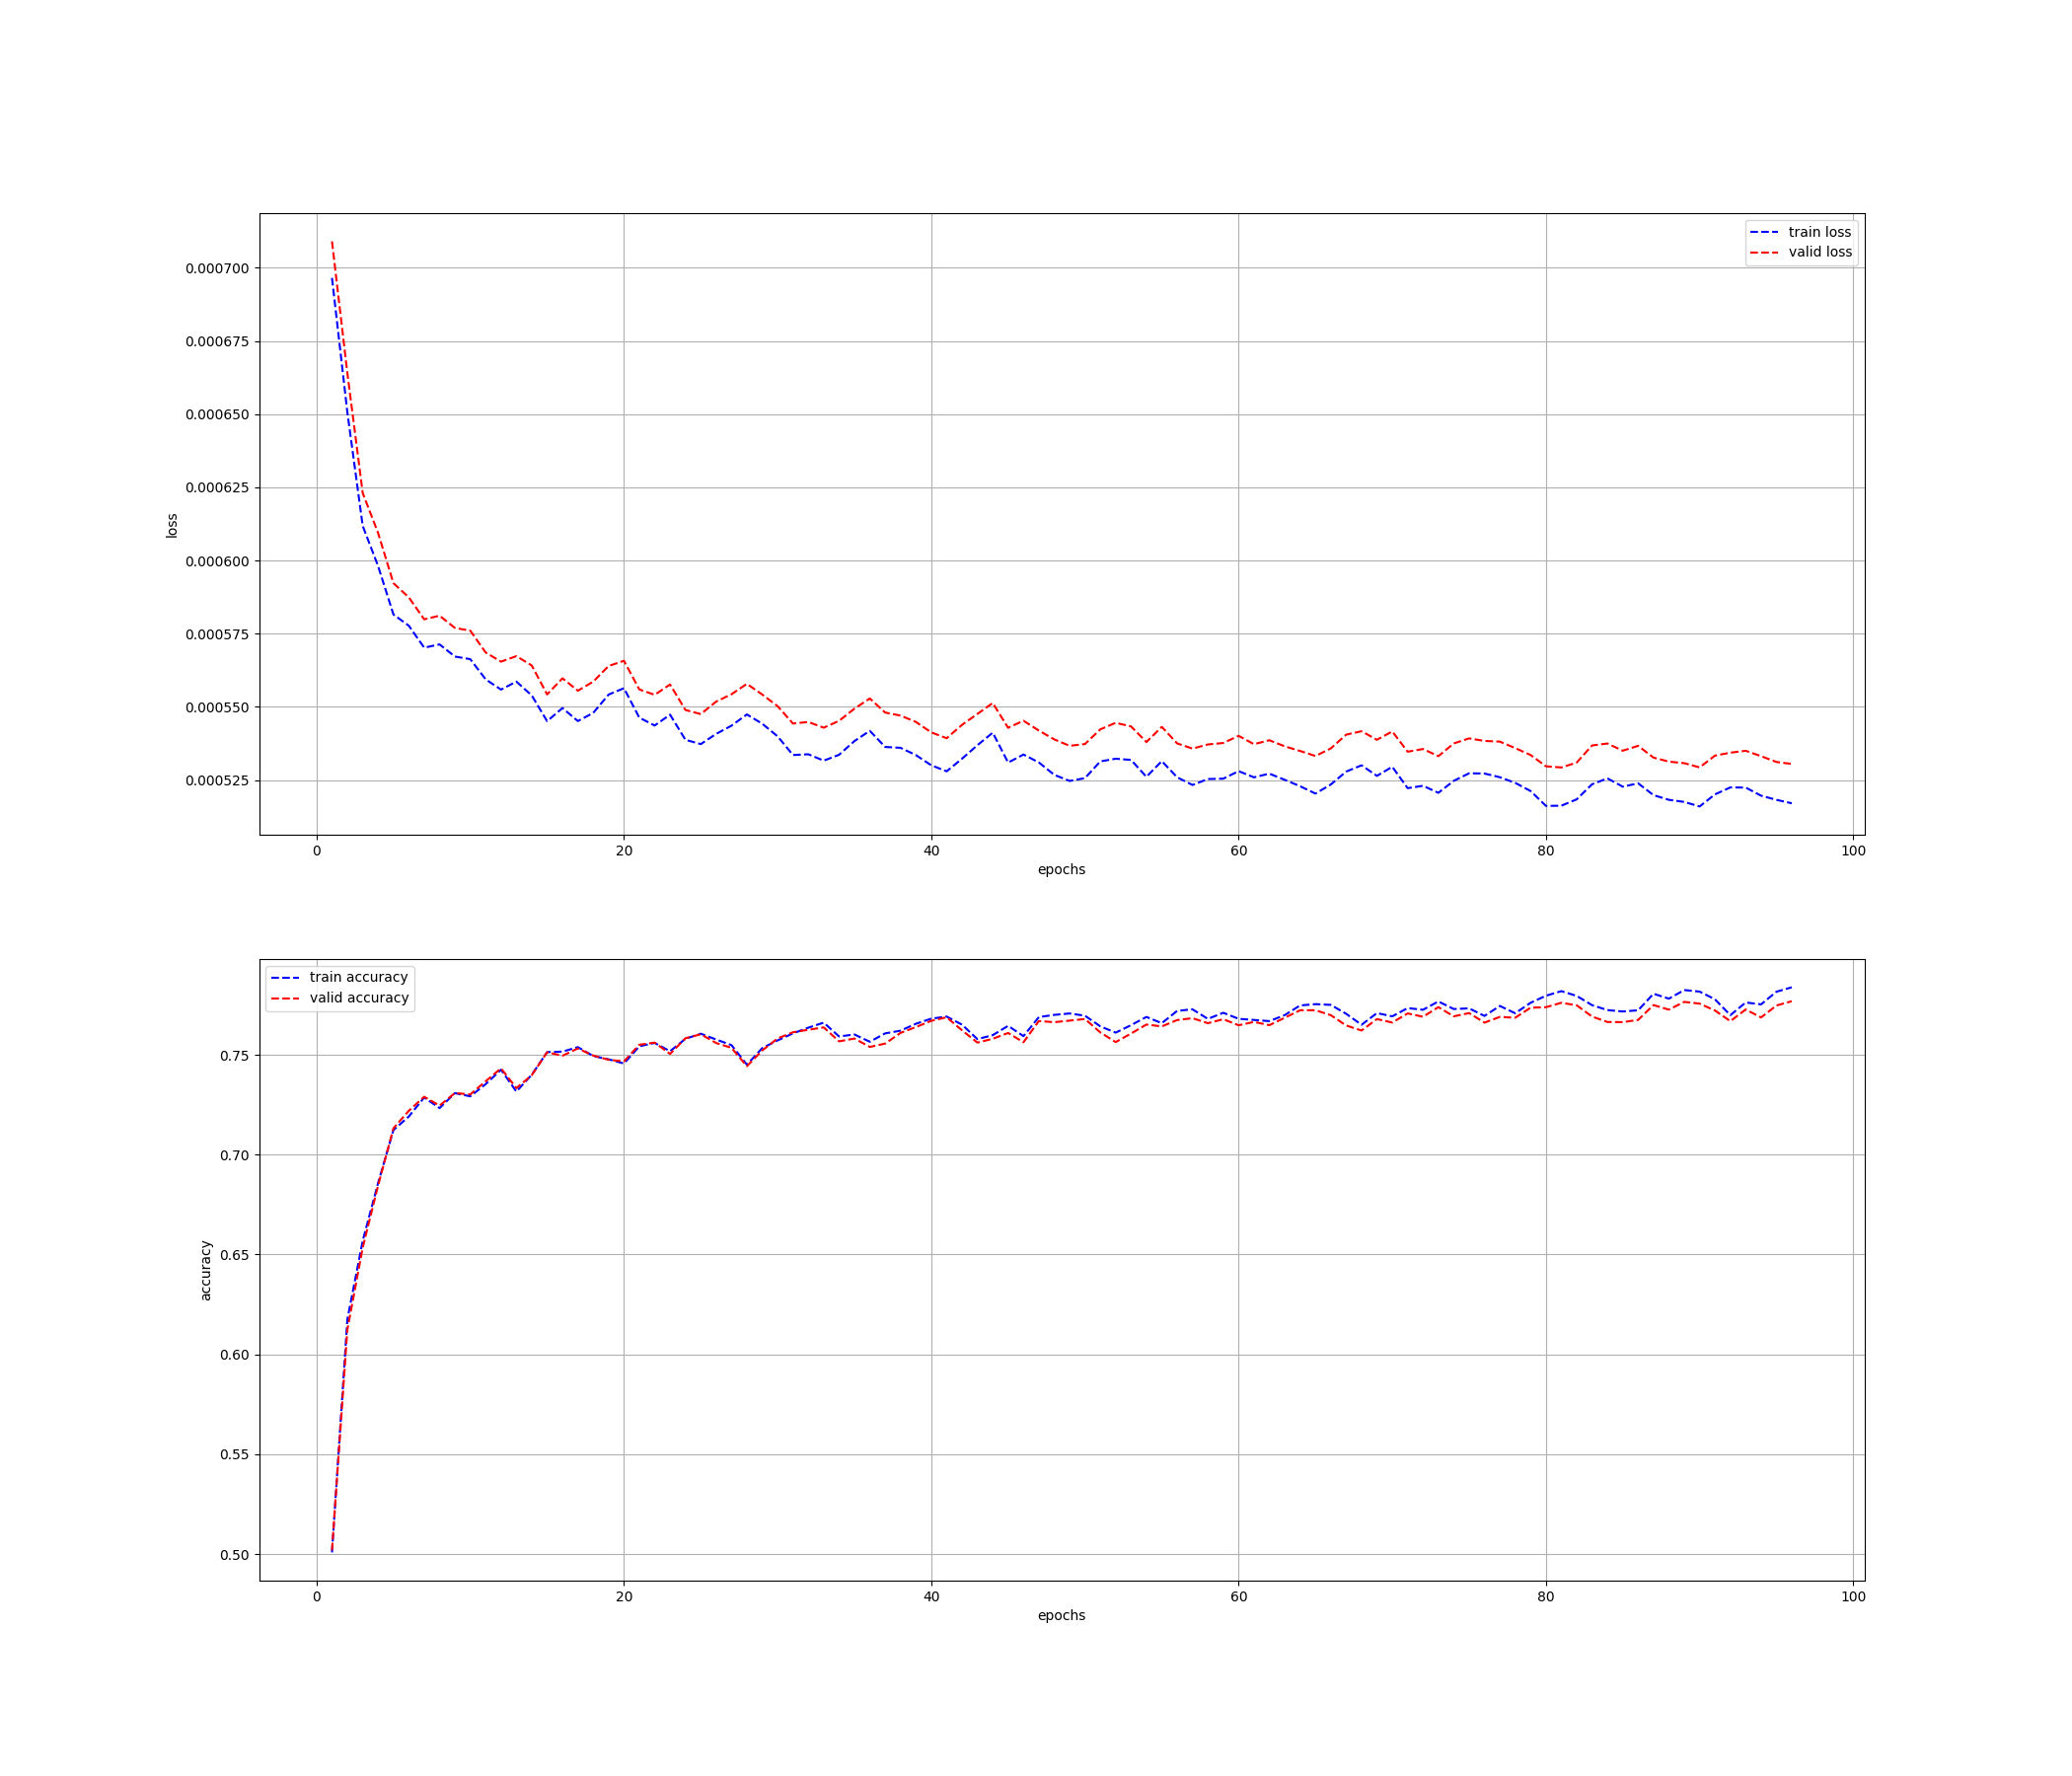 train loss
valid loss
0.000700
0.000675
0.000650
0.000625
0.000600
0.000575
0.000550
0.000525
loss
0 20 40 60 80 100
epochs
train accuracy
valid accuracy
0.75
0.70
0.65
0.60
0.55
0.50
accuracy
0 20 40 60 80 100
epochs